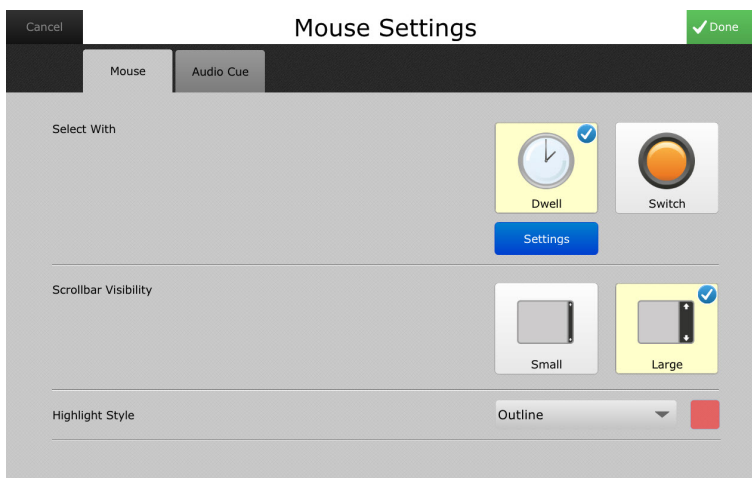 Cancel
Mouse Settings
Done
Mouse
Audio Cue
Select With
Dwell
Switch
Settings
Scrollbar Visibility
Small
Large
Highlight Style
Outline